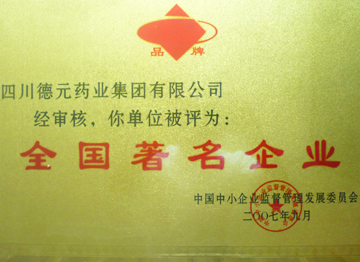 品牌
四川德元药业集团有限公司
经审核，你单位被评为：
全国著名企业
中国中小企业监督管理发展委员会
二〇〇七年九月